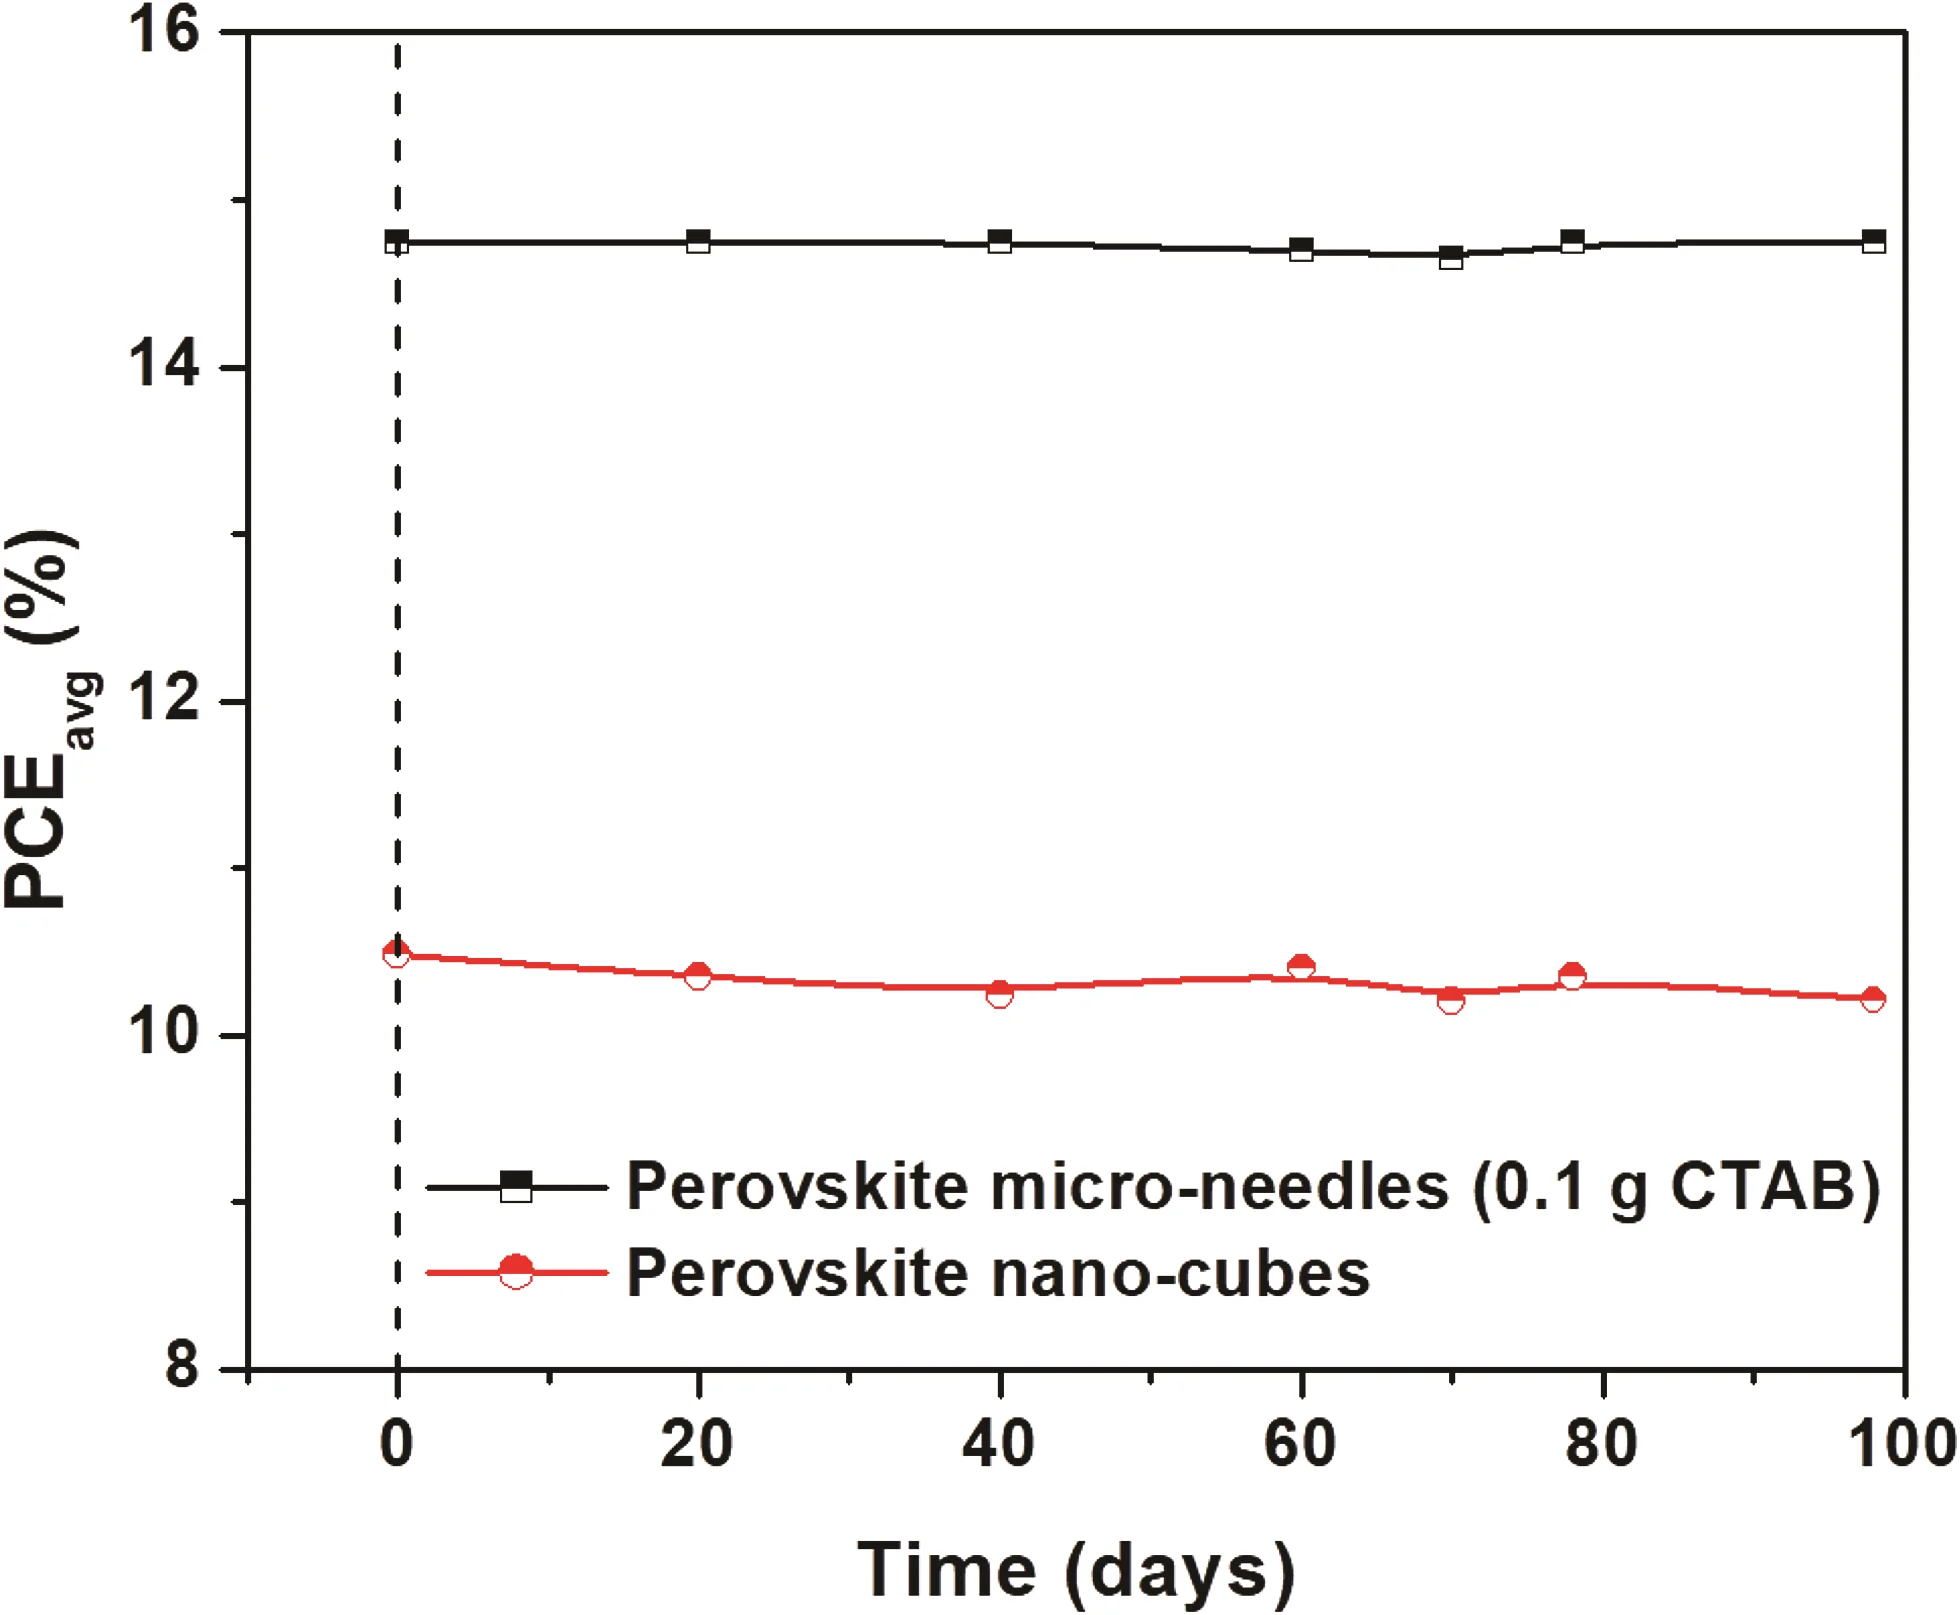 16
14
12
10
8
PCEavg (%)
Perovskite micro-needles (0.1 g CTAB)
Perovskite nano-cubes
0 20 40 60 80 100
Time (days)